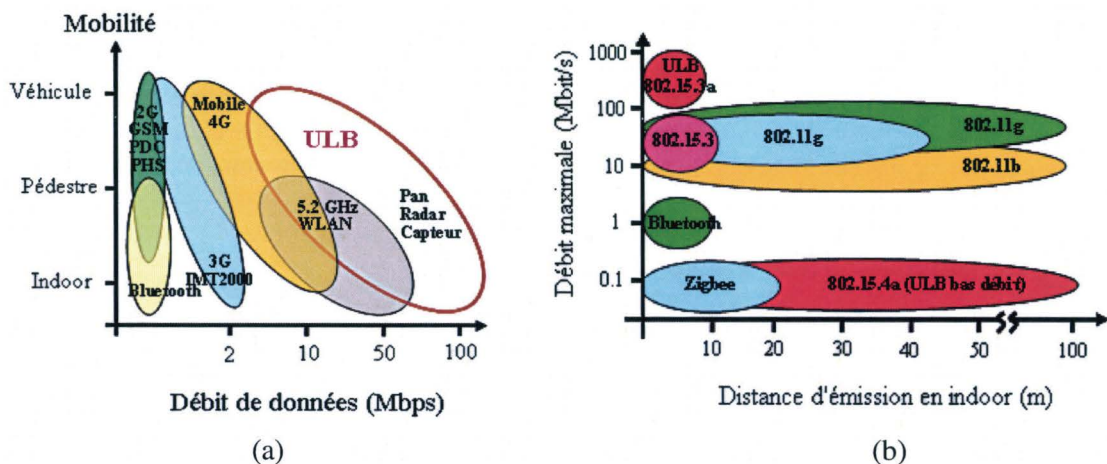 Mobilité
Véhicule
Pédestre
Indoor
2G
GSM
PDC
PHS
Bluetooth
3G
IMT2000
Mobile
4G
ULB
5.2 GHz
WLAN
Pan
Radar
Capteur
2
10
50
100
Débit de données (Mbps)
(a)
Débit maximale (Mbit/s)
1000
100
10
1
0.1
ULB
802.15.3a
802.15.3
802.11g
802.11g
802.11b
Bluetooth
Zigbee
802.15.4a (ULB bas débit)
10
20
30
40
50
100
Distance d'émission en indoor (m)
(b)